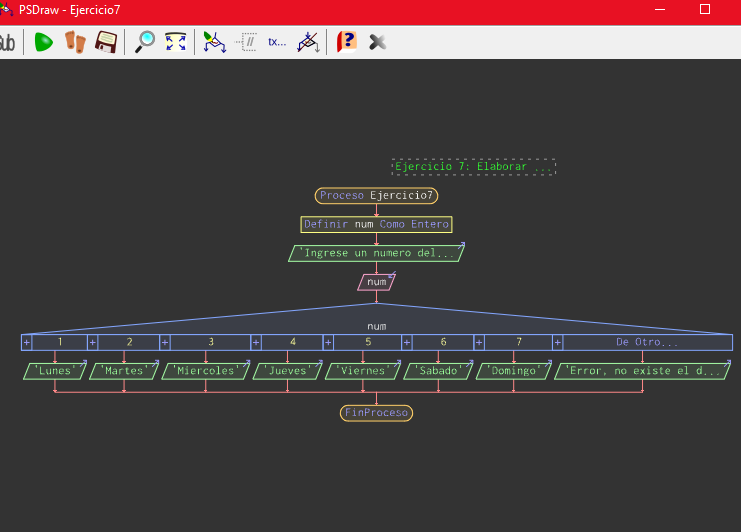 PSDraw - Ejercicio7
tx...
Ejercicio 7: Elaborar ...
Proceso Ejercicio7
Definir num Como Entero
'Ingrese un numero del...
num
num
+ 1 + 2 + 3 + 4 + 5 + 6 + 7 + De Otro...
'Lunes' 'Martes' 'Miercoles' 'Jueves' 'Viernes' 'Sabado' 'Domingo' 'Error, no existe el d...
FinProceso